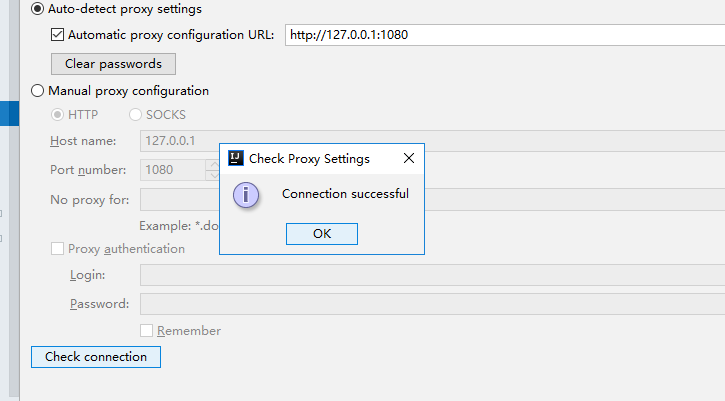 Auto-detect proxy settings
Automatic proxy configuration URL: http://127.0.0.1:1080
Clear passwords
Manual proxy configuration
HTTP SOCKS
Host name: 127.0.0.1
IJ Check Proxy Settings
Port number: 1080
Connection successful
No proxy for:
Example: *.do
OK
Proxy authentication
Login:
Password:
Remember
Check connection